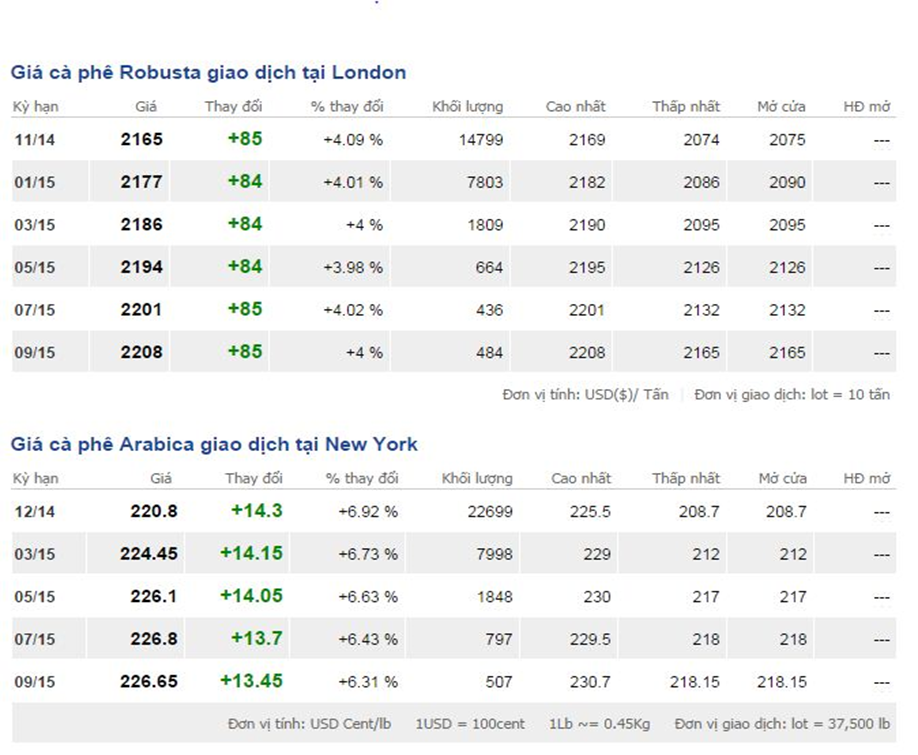 Giá cà phê Robusta giao dịch tại London
Kỳ hạn Giá Thay đổi % thay đổi Khối lượng Cao nhất Thấp nhất Mở cửa HĐ mở
11/14 2165 +85 +4.09 % 14799 2169 2074 2075 ---
01/15 2177 +84 +4.01 % 7803 2182 2086 2090 ---
03/15 2186 +84 +4 % 1809 2190 2095 2095 ---
05/15 2194 +84 +3.98 % 664 2195 2126 2126 ---
07/15 2201 +85 +4.02 % 436 2201 2132 2132 ---
09/15 2208 +85 +4 % 484 2208 2165 2165 ---
Đơn vị tính: USD($)/ Tấn | Đơn vị giao dịch: lot = 10 tấn
Giá cà phê Arabica giao dịch tại New York
Kỳ hạn Giá Thay đổi % thay đổi Khối lượng Cao nhất Thấp nhất Mở cửa HĐ mở
12/14 220.8 +14.3 +6.92 % 22699 225.5 208.7 208.7 ---
03/15 224.45 +14.15 +6.73 % 7998 229 212 212 ---
05/15 226.1 +14.05 +6.63 % 1848 230 217 217 ---
07/15 226.8 +13.7 +6.43 % 797 229.5 218 218 ---
09/15 226.65 +13.45 +6.31 % 507 230.7 218.15 218.15 ---
Đơn vị tính: USD Cent/lb 1USD = 100cent 1Lb ~= 0.45Kg Đơn vị giao dịch: lot = 37,500 lb